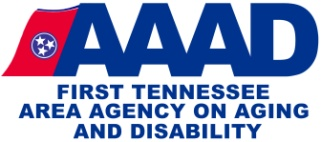 AAAD
FIRST TENNESSEE
AREA AGENCY ON AGING
AND DISABILITY